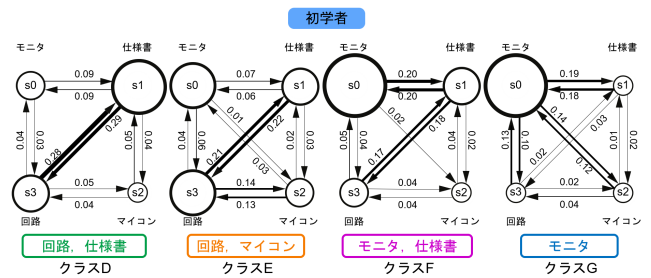 初学者
モニタ 仕様書
s0 0.09 s1
0.09
0.04 0.03 0.28 0.29 0.05 0.04
s3 0.05 s2
0.04
回路 マイコン
回路, 仕様書
クラスD
モニタ 仕様書
s0 0.07 s1
0.06
0.01
0.04 0.06 0.21 0.22 0.03 0.02 0.03
s3 0.14 s2
0.13
回路 マイコン
回路, マイコン
クラスE
モニタ 仕様書
s0 0.20 s1
0.20
0.02
0.05 0.04 0.17 0.18 0.04 0.02
s3 0.04 s2
0.04
回路 マイコン
モニタ, 仕様書
クラスF
モニタ 仕様書
s0 0.19 s1
0.18
0.14 0.03
0.13 0.10 0.02 0.12 0.01 0.02
s3 0.02 s2
0.04
回路 マイコン
モニタ
クラスG